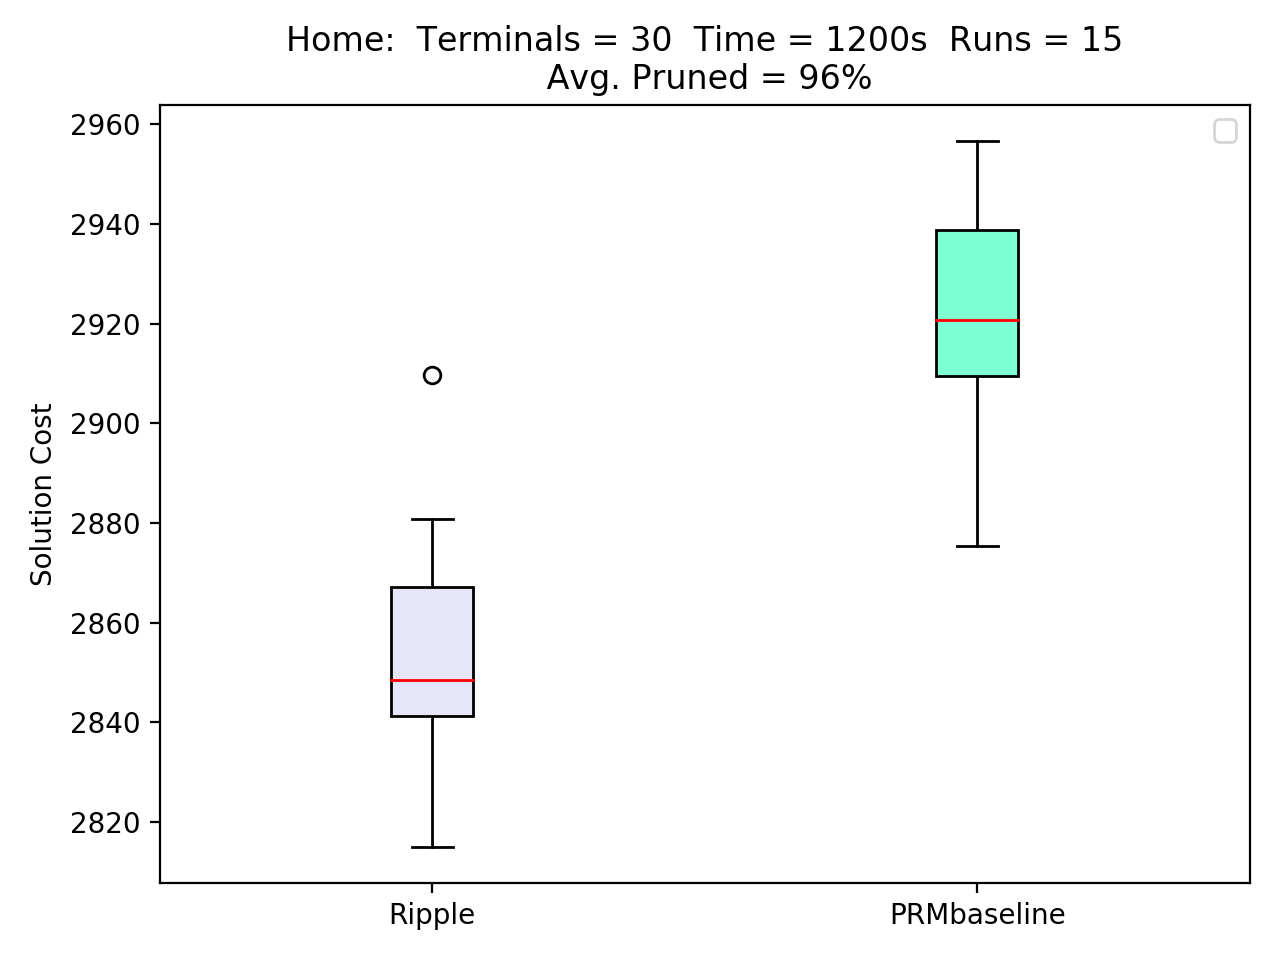 Home:  Terminals = 30  Time = 1200s  Runs = 15
Avg. Pruned = 96%
2960
2940
2920
2900
2880
2860
2840
2820
Solution Cost
Ripple
PRMbaseline